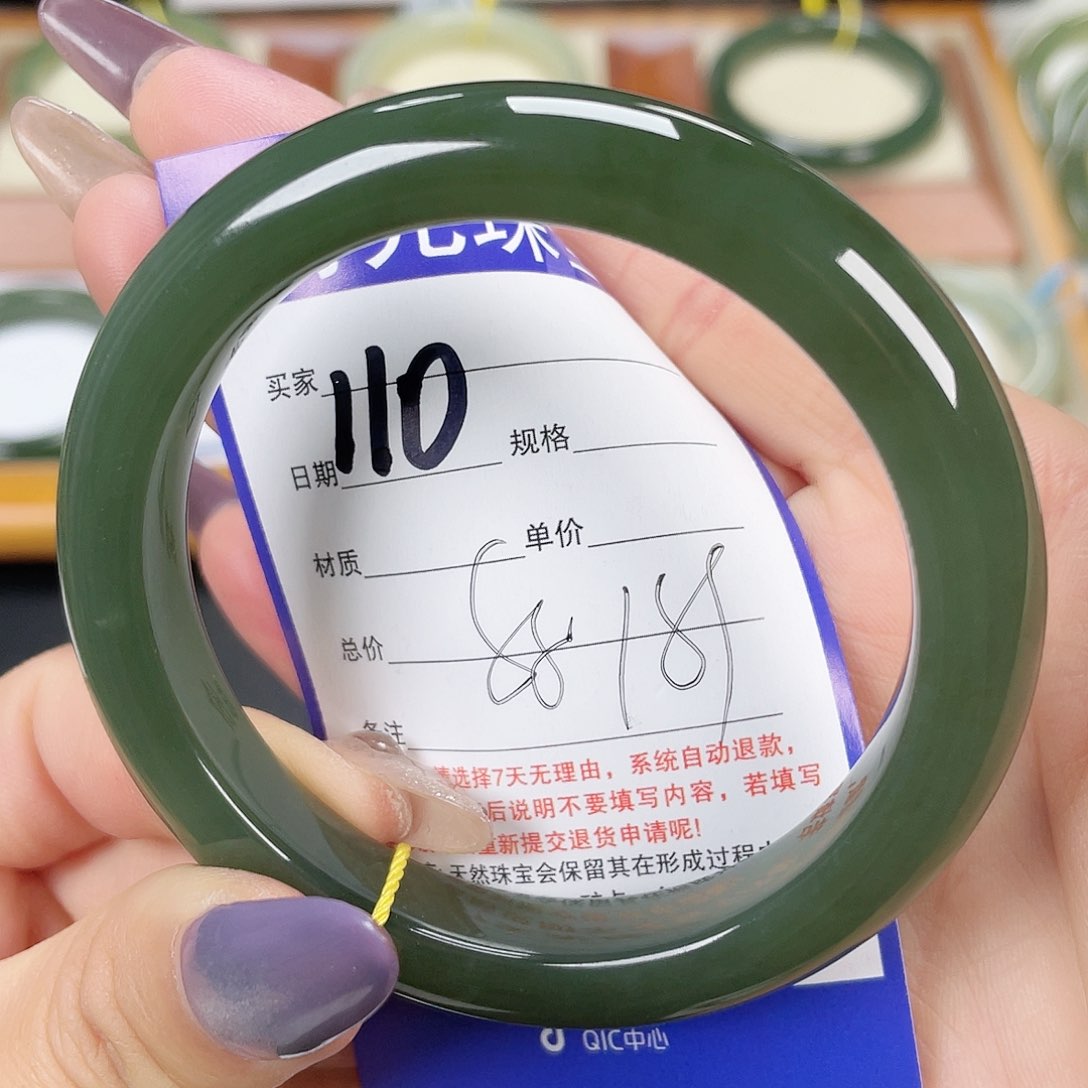 买家
110
日期 规格
材质 单价
总价
备注
请选择7天无理由，系统自动退款，
后说明不要填写内容，若填写
重新提交退货申请呢！
天然珠宝会保留其在形成过程
QIC中心